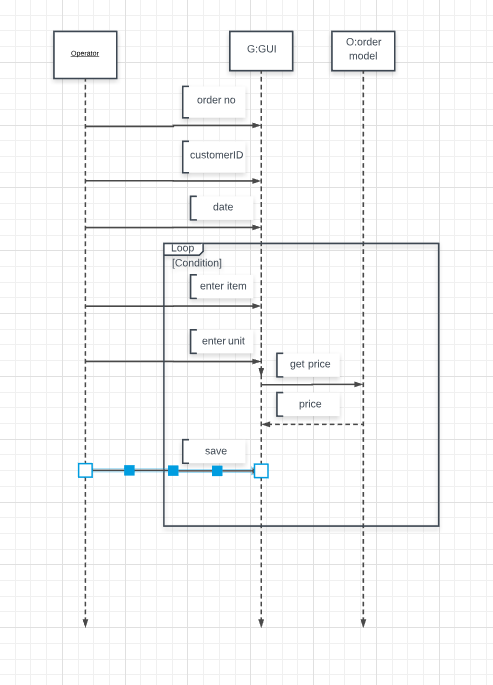 Operator
G:GUI
O:order
model
order no
customerID
date
Loop
[Condition]
enter item
enter unit
get price
price
save